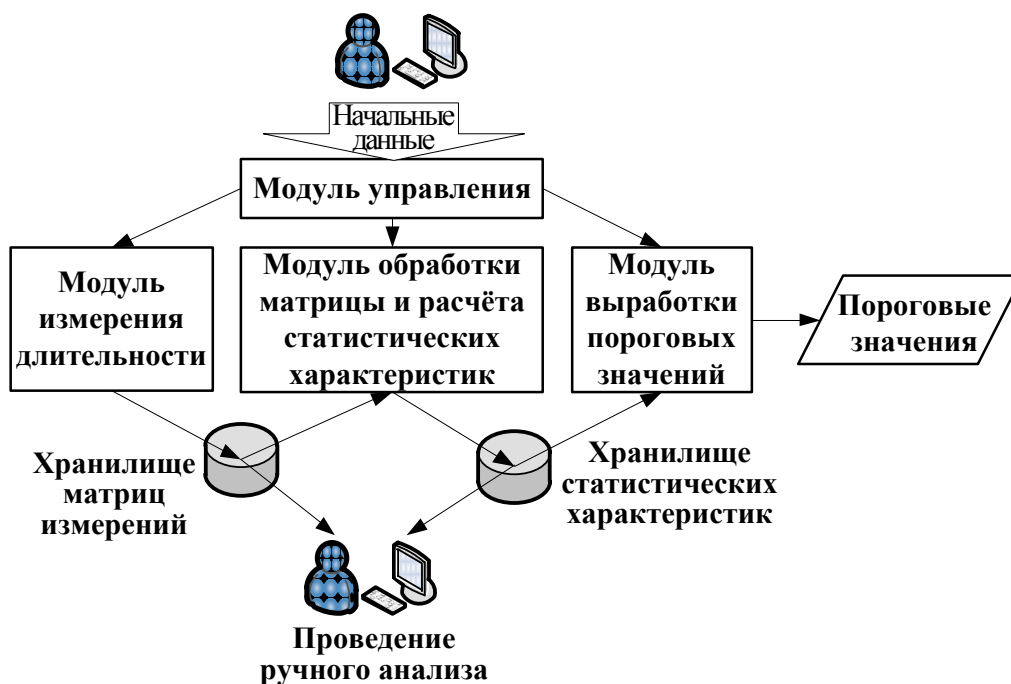 Начальные
данные
Модуль управления
Модуль
измерения
длительности
Модуль обработки
матрицы и расчёта
статистических
характеристик
Модуль
выработки
пороговых
значений
Пороговые
значения
Хранилище
матриц
измерений
Хранилище
статистических
характеристик
Проведение
ручного анализа